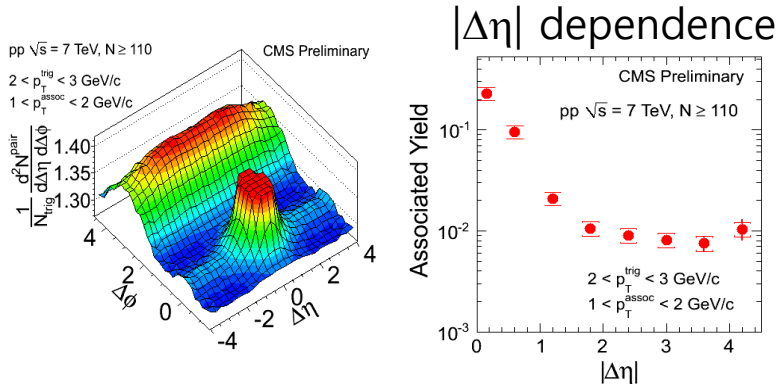 |Δη| dependence
pp √s = 7 TeV, N ≥ 110
CMS Preliminary
2 < p_T^trig < 3 GeV/c
1 < p_T^assoc < 2 GeV/c
1/N_trig d²N^pair/dΔη dΔϕ
1.40
1.35
1.30
4
2
0
Δϕ
-4
-2
0
2
4
Δη
CMS Preliminary
pp √s = 7 TeV, N ≥ 110
Associated Yield
10⁻¹
10⁻²
10⁻³
2 < p_T^trig < 3 GeV/c
1 < p_T^assoc < 2 GeV/c
0 1 2 3 4
|Δη|